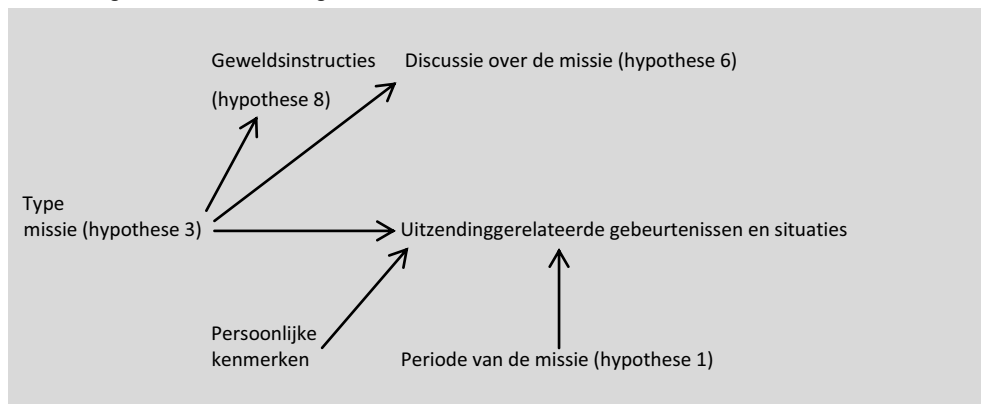 Geweldsinstructies
(hypothese 8)
Discussie over de missie (hypothese 6)
Type
missie (hypothese 3)
Uitzendinggerelateerde gebeurtenissen en situaties
Persoonlijke
kenmerken
Periode van de missie (hypothese 1)